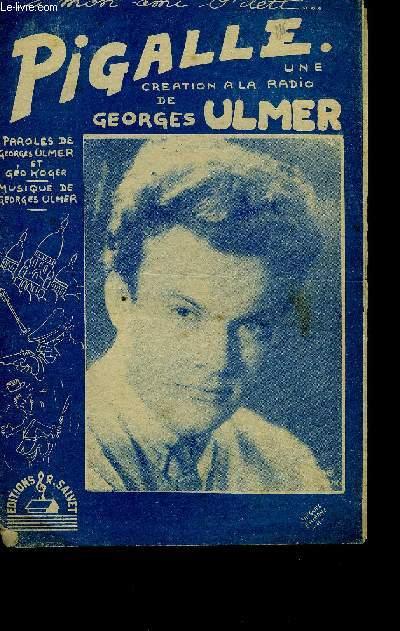 Le-livre.com
mon ami
PIGALLE.
UNE
CREATION A LA RADIO
DE
GEORGES ULMER
PAROLES DE
GEORGES ULMER
ET
GÉO KOGER
MUSIQUE DE
GEORGES ULMER
EDITIONS R. SALVET